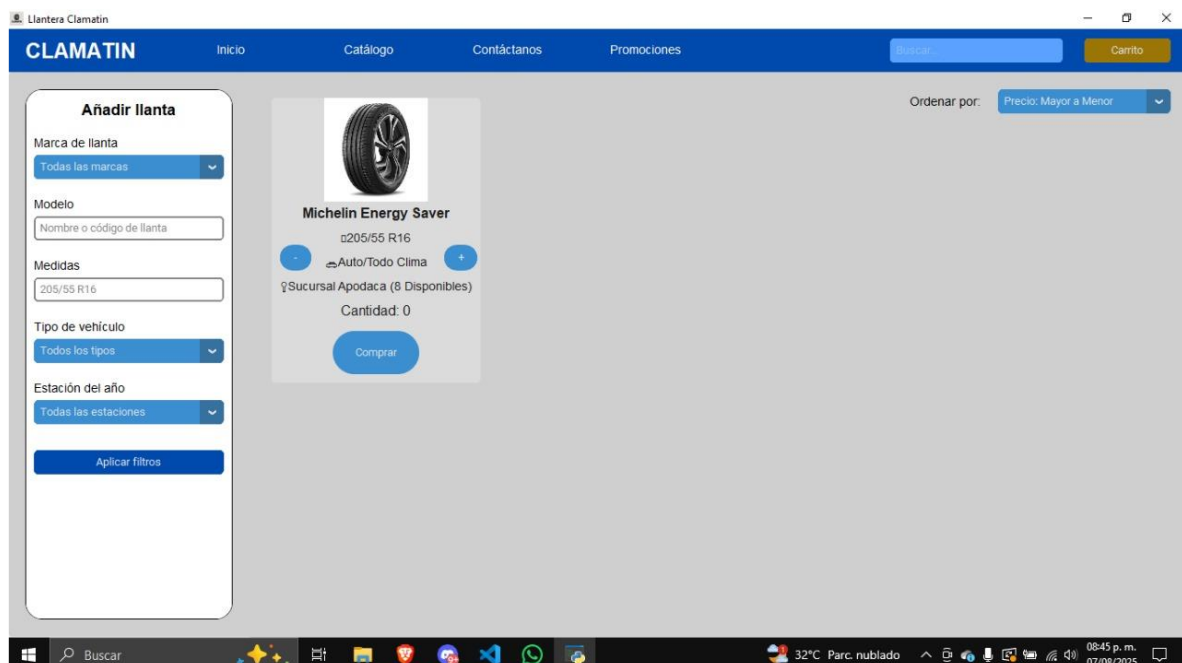 Llantera Clamatin
CLAMATIN Inicio Catálogo Contáctanos Promociones Buscar.. Carrito
Añadir llanta
Marca de llanta
Todas las marcas
Modelo
Nombre o código de llanta
Medidas
205/55 R16
Tipo de vehículo
Todos los tipos
Estación del año
Todas las estaciones
Aplicar filtros
Michelin Energy Saver
205/55 R16
- Auto/Todo Clima +
Sucursal Apodaca (8 Disponibles)
Cantidad: 0
Comprar
Ordenar por: Precio: Mayor a Menor
Buscar
32°C Parc. nublado
08:45 p. m.
07/08/2025